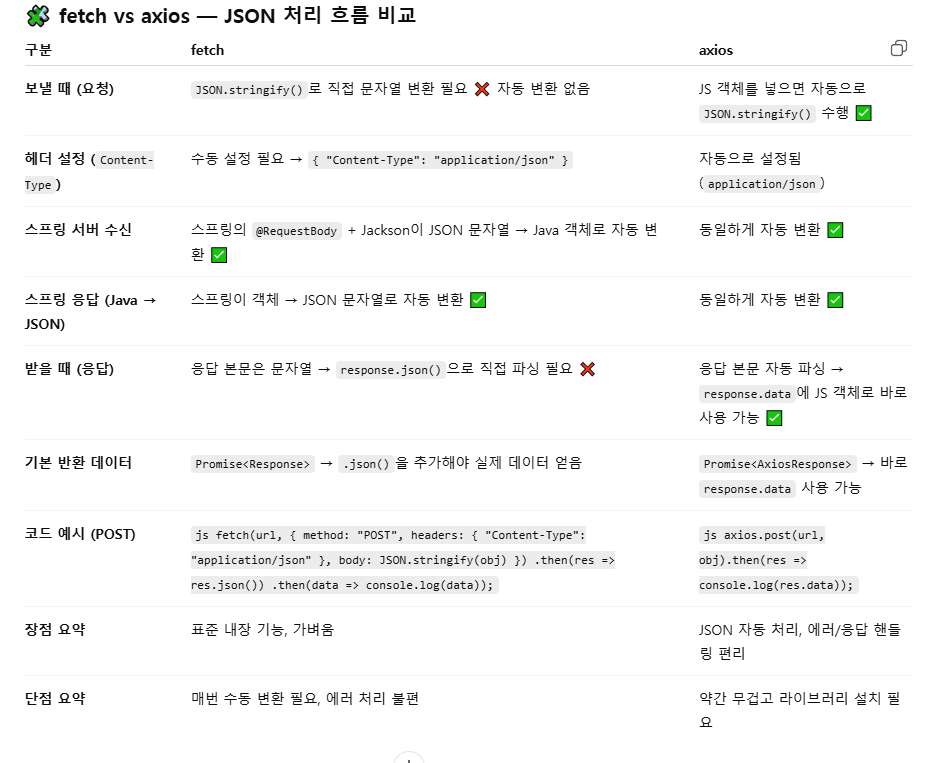 🧩 fetch vs axios — JSON 처리 흐름 비교
구분 fetch axios
보낼 때 (요청) JSON.stringify() 로 직접 문자열 변환 필요 ❌ 자동 변환 없음 JS 객체를 넣으면 자동으로
JSON.stringify() 수행 ✅
헤더 설정 ( Content- 수동 설정 필요 → { "Content-Type": "application/json" } 자동으로 설정됨
Type ) ( application/json )
스프링 서버 수신 스프링의 @RequestBody + Jackson이 JSON 문자열 → Java 객체로 자동 변 동일하게 자동 변환 ✅
환 ✅
스프링 응답 (Java → 스프링이 객체 → JSON 문자열로 자동 변환 ✅ 동일하게 자동 변환 ✅
JSON)
받을 때 (응답) 응답 본문은 문자열 → response.json() 으로 직접 파싱 필요 ❌ 응답 본문 자동 파싱 →
response.data 에 JS 객체로 바로
사용 가능 ✅
기본 반환 데이터 Promise<Response> → .json() 을 추가해야 실제 데이터 얻음 Promise<AxiosResponse> → 바로
response.data 사용 가능
코드 예시 (POST) js fetch(url, { method: "POST", headers: { "Content-Type": js axios.post(url,
"application/json" }, body: JSON.stringify(obj) }) .then(res => obj).then(res =>
res.json()) .then(data => console.log(data)); console.log(res.data));
장점 요약 표준 내장 기능, 가벼움 JSON 자동 처리, 에러/응답 핸들
링 편리
단점 요약 매번 수동 변환 필요, 에러 처리 불편 약간 무겁고 라이브러리 설치 필
요